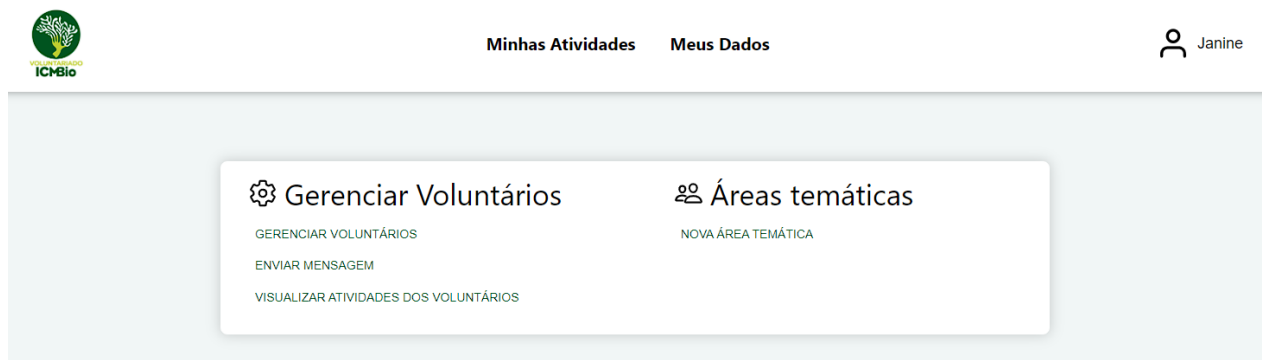 VOLUNTARIADO
ICMBio
Minhas Atividades Meus Dados
Janine
Gerenciar Voluntários
GERENCIAR VOLUNTÁRIOS
ENVIAR MENSAGEM
VISUALIZAR ATIVIDADES DOS VOLUNTÁRIOS
Áreas temáticas
NOVA ÁREA TEMÁTICA